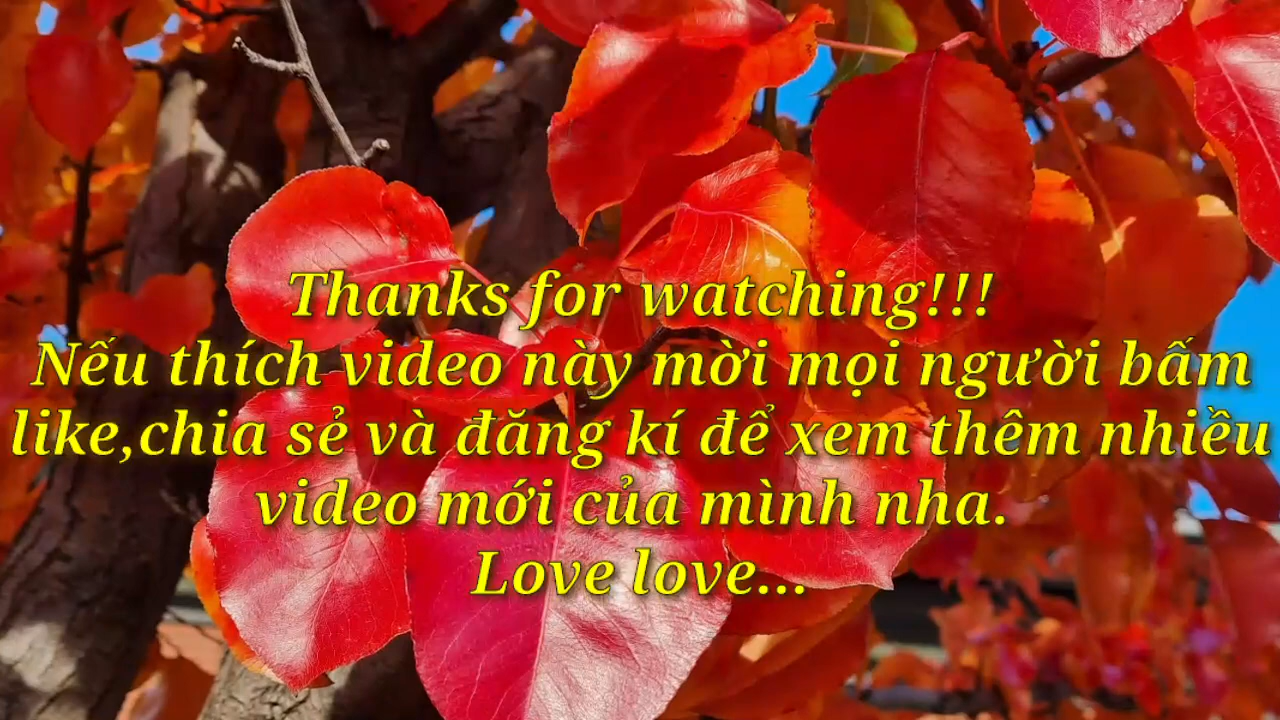 Thanks for watching!!!
Nếu thích video này mời mọi người bấm
like,chia sẻ và đăng kí để xem thêm nhiều
video mới của mình nha.
Love love...